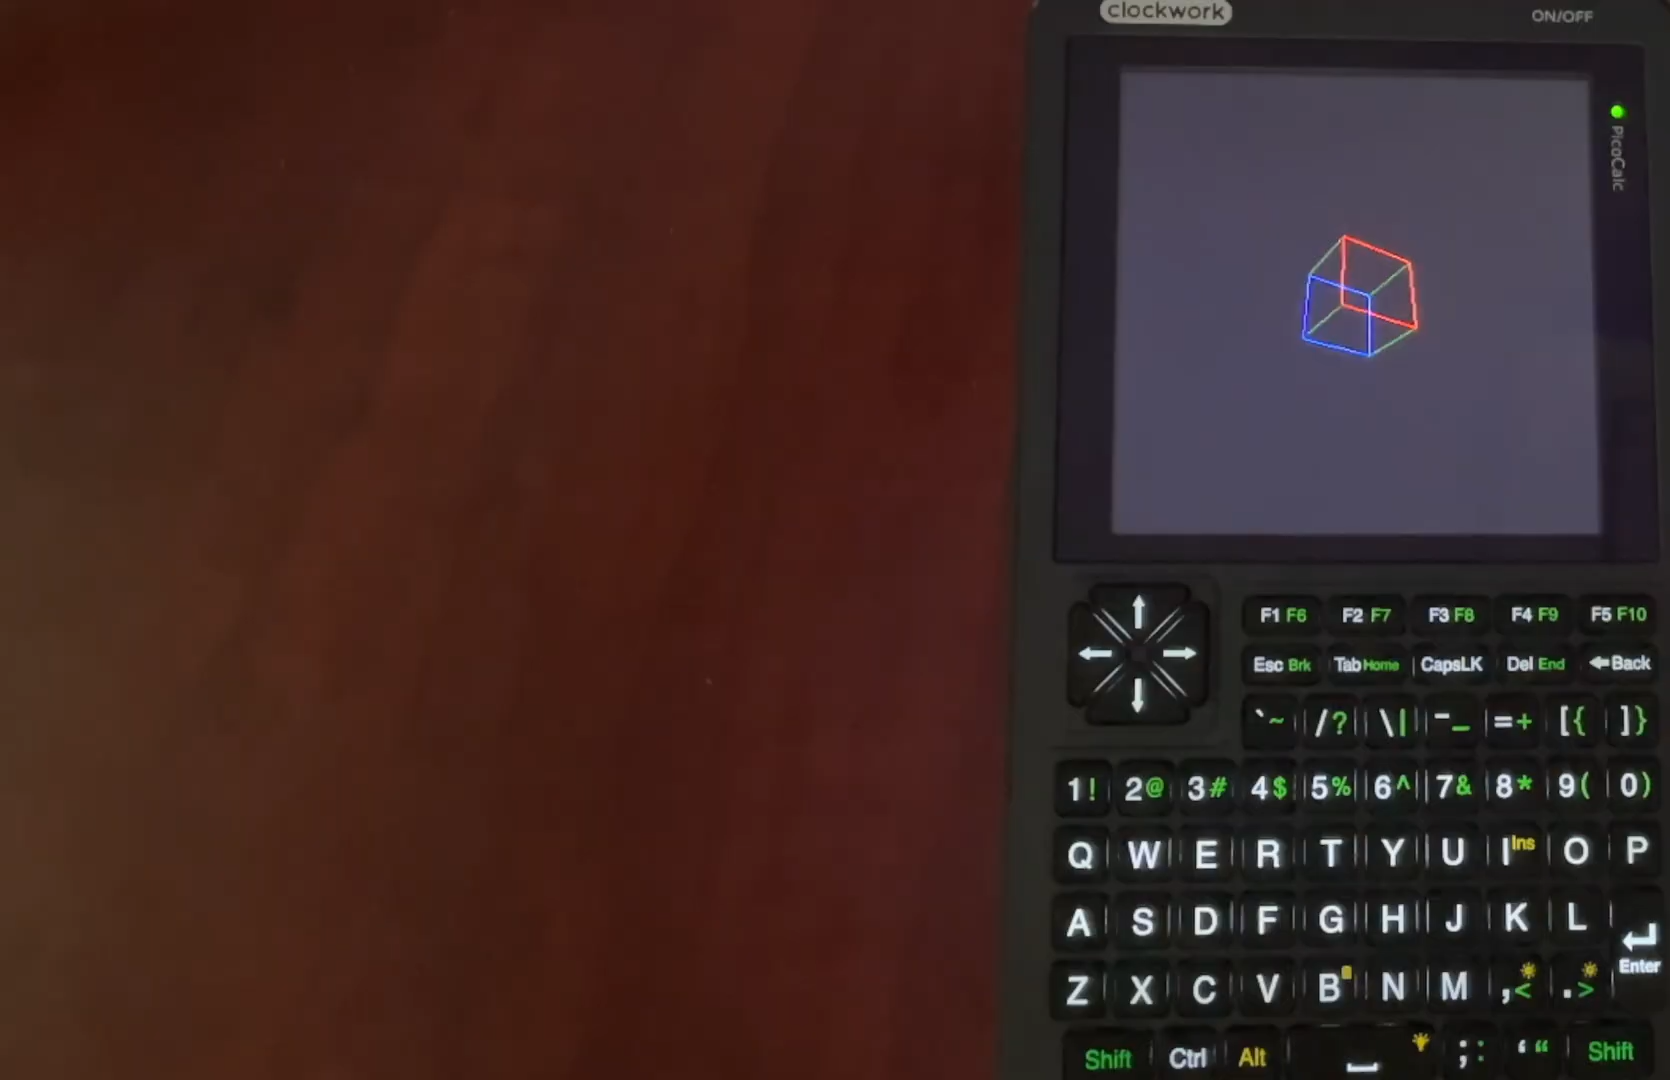 clockwork
ON/OFF
PicoCalc
F1 F6 F2 F7 F3 F8 F4 F9 F5 F10
Esc Brk Tab Home CapsLK Del End Back
`~ /? \| -_ =+ [{ ]}
1! 2@ 3# 4$ 5% 6^ 7& 8* 9( 0)
Q W E R T Y U I Ins O P
A S D F G H J K L
Enter
Z X C V B N M ,< .>
Shift Ctrl Alt ;: ‘“ Shift